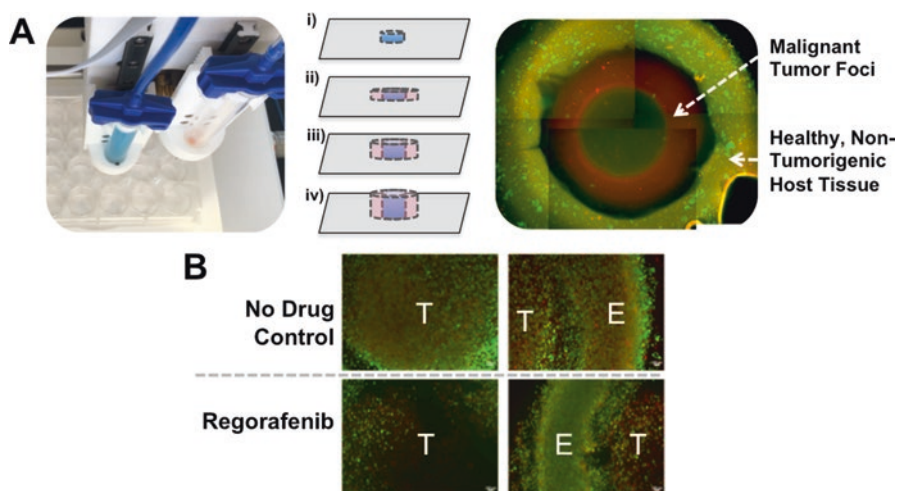 A
i)
ii)
iii)
iv)
Malignant
Tumor Foci
Healthy, Non-
Tumorigenic
Host Tissue
B
No Drug
Control
T
T
E
Regorafenib
T
E
T